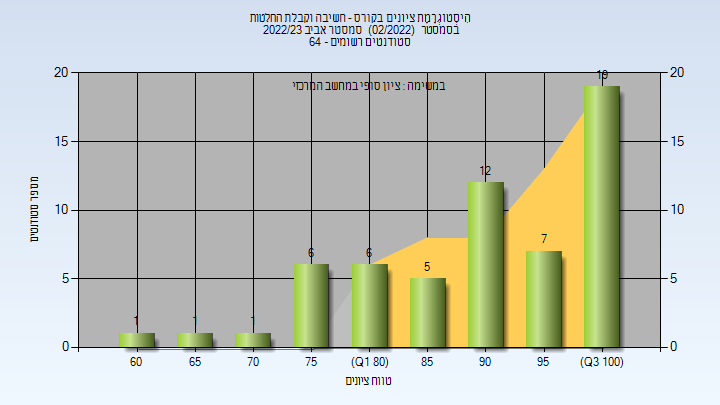 היסטוגרמת ציונים בקורס - חשיבה וקבלת החלטות
בסמסטר (02/2022) סמסטר אביב 2022/23
סטודנטים רשומים - 64
במשימה : ציון סופי במחשב המרכזי
20 20
15 15
10 10
5 5
0 0
מספר סטודנטים
1 1 1 6 6 5 12 7 19
60 65 70 75 (Q1 80) 85 90 95 (Q3 100)
טווח ציונים